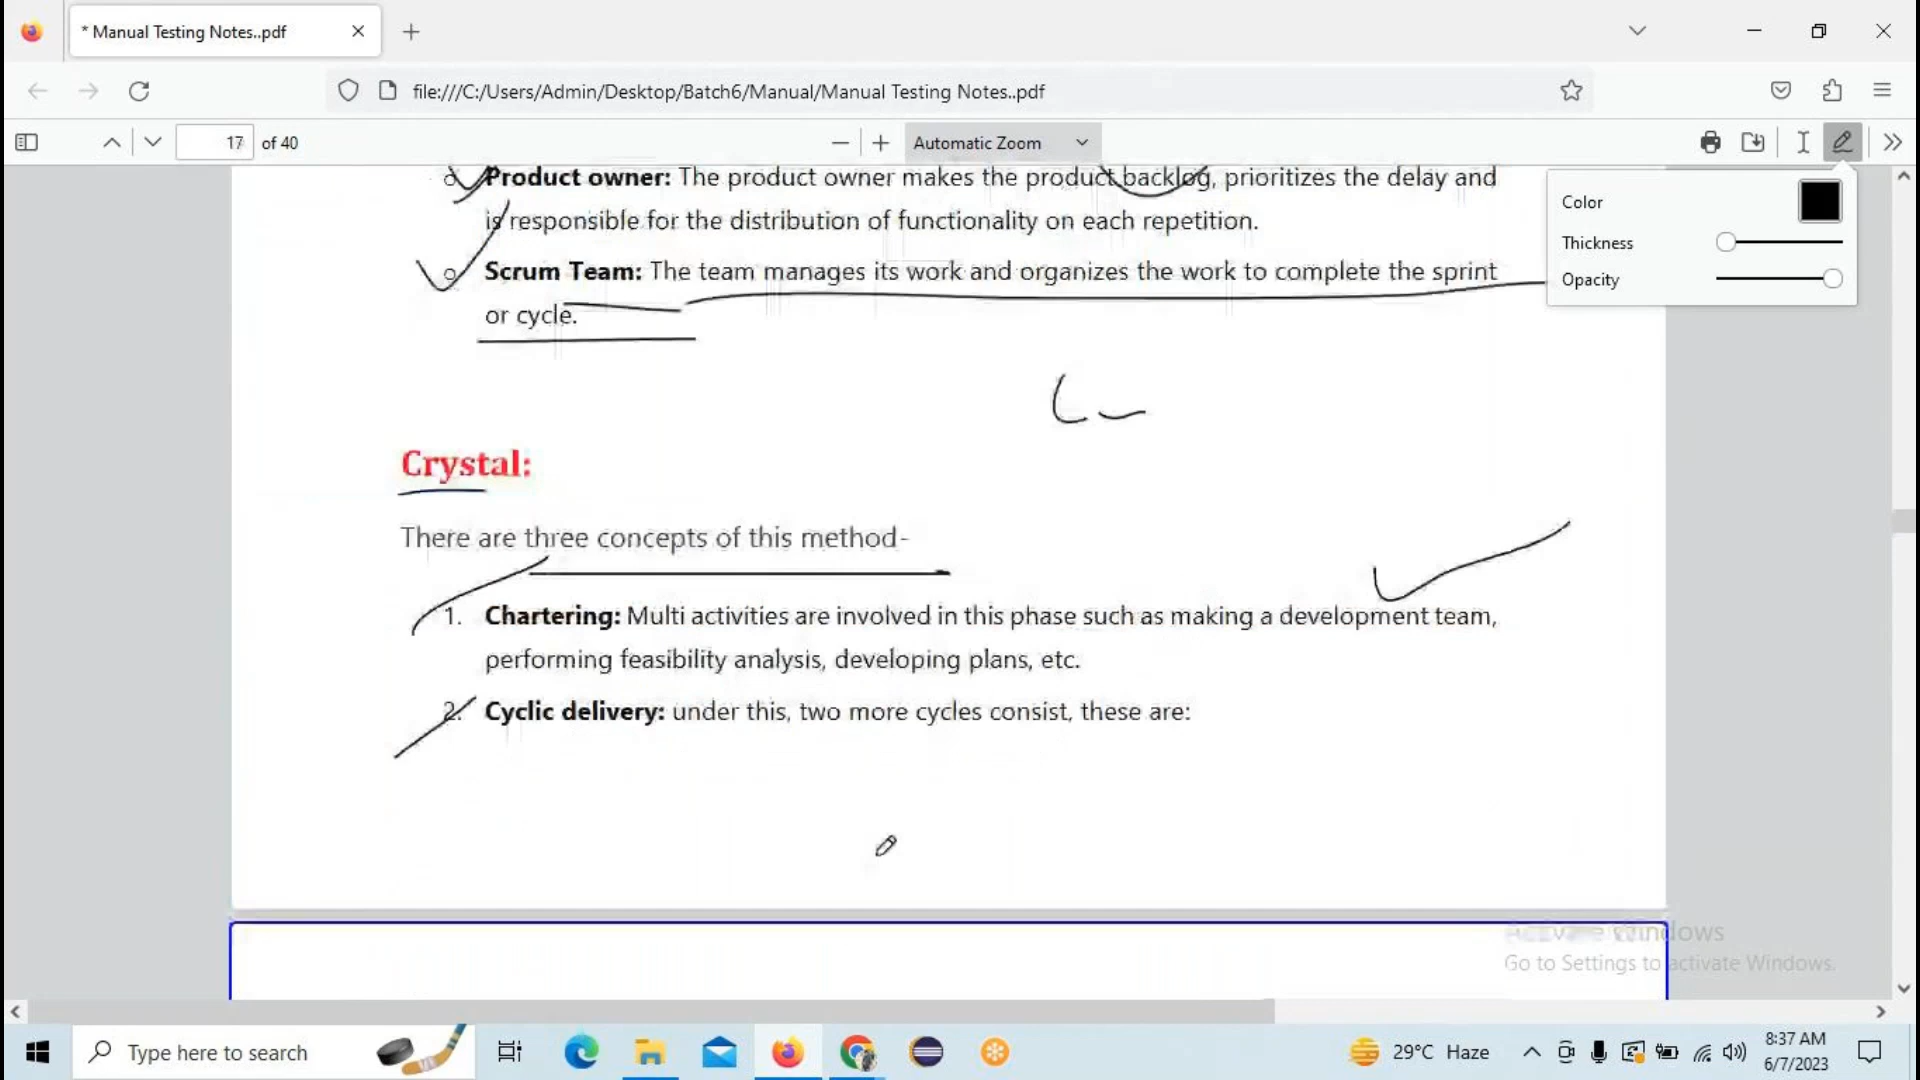 * Manual Testing Notes..pdf
file:///C:/Users/Admin/Desktop/Batch6/Manual/Manual Testing Notes..pdf
17 of 40
Automatic Zoom
Color
Thickness
Opacity
Product owner: The product owner makes the product backlog, prioritizes the delay and
is responsible for the distribution of functionality on each repetition.
Scrum Team: The team manages its work and organizes the work to complete the sprint
or cycle.
Crystal:
There are three concepts of this method-
1. Chartering: Multi activities are involved in this phase such as making a development team,
performing feasibility analysis, developing plans, etc.
2. Cyclic delivery: under this, two more cycles consist, these are:
Activate Windows
Go to Settings to activate Windows.
Type here to search
29°C Haze
8:37 AM
6/7/2023